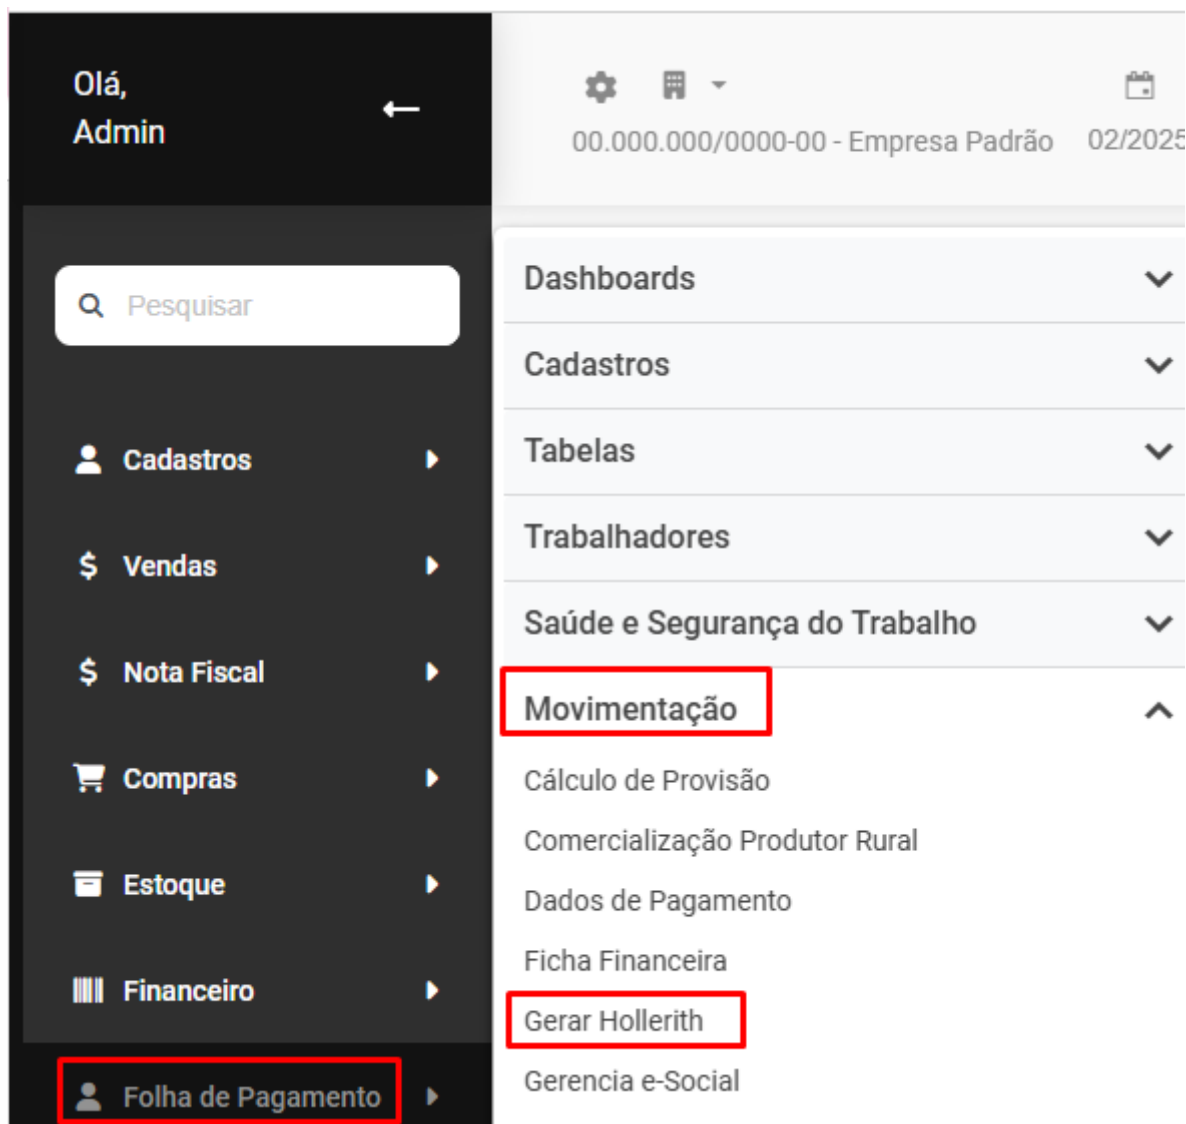 Olá,
Admin
00.000.000/0000-00 - Empresa Padrão
02/2025
Pesquisar
Cadastros
Vendas
Nota Fiscal
Compras
Estoque
Financeiro
Folha de Pagamento
Dashboards
Cadastros
Tabelas
Trabalhadores
Saúde e Segurança do Trabalho
Movimentação
Cálculo de Provisão
Comercialização Produtor Rural
Dados de Pagamento
Ficha Financeira
Gerar Hollerith
Gerencia e-Social